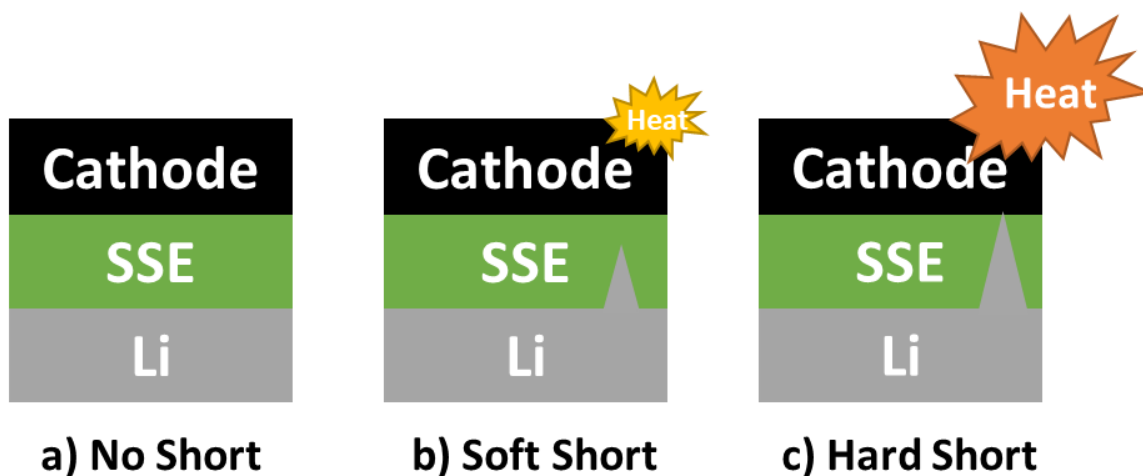 Heat
Heat
Cathode
Cathode
Cathode
SSE
SSE
SSE
Li
Li
Li
a) No Short
b) Soft Short
c) Hard Short